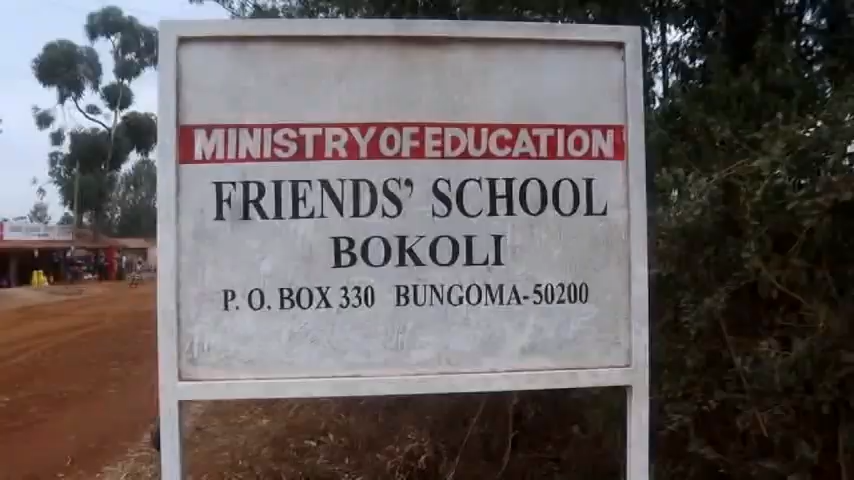 MINISTRY OF EDUCATION
FRIENDS' SCHOOL
BOKOLI
P. O. BOX 330 BUNGOMA-50200